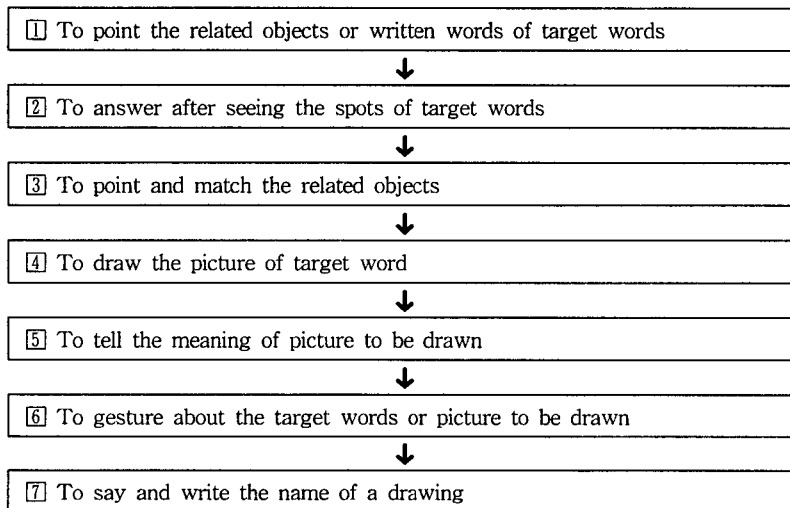 1 To point the related objects or written words of target words
2 To answer after seeing the spots of target words
3 To point and match the related objects
4 To draw the picture of target word
5 To tell the meaning of picture to be drawn
6 To gesture about the target words or picture to be drawn
7 To say and write the name of a drawing